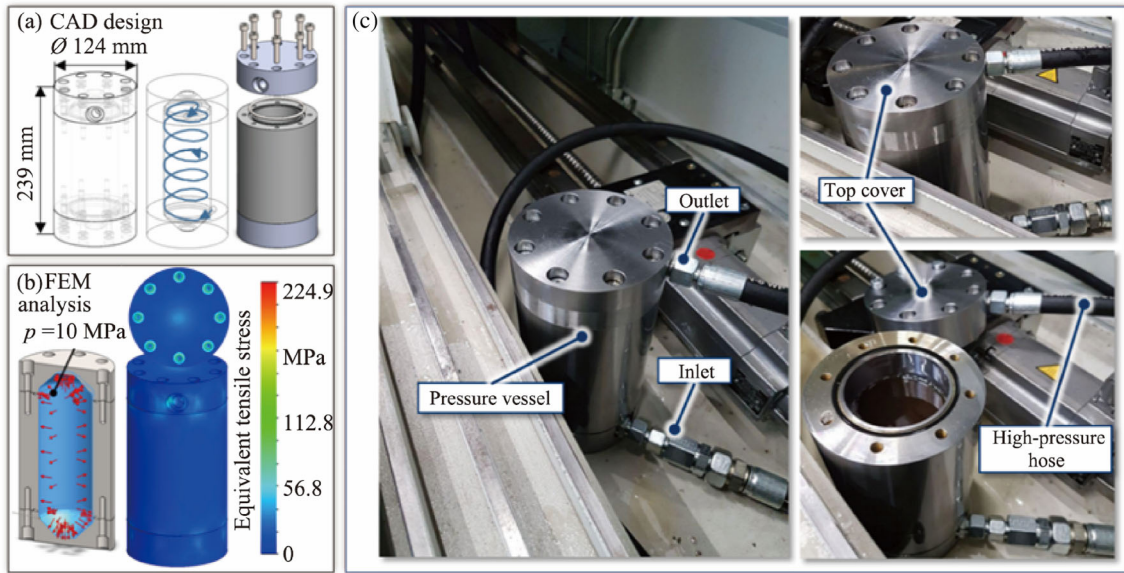 (a) CAD design
Ø 124 mm
239 mm
(b) FEM
analysis
p =10 MPa
224.9
MPa
112.8
56.8
0
Equivalent tensile stress
(c)
Outlet
Pressure vessel
Inlet
Top cover
High-pressure
hose